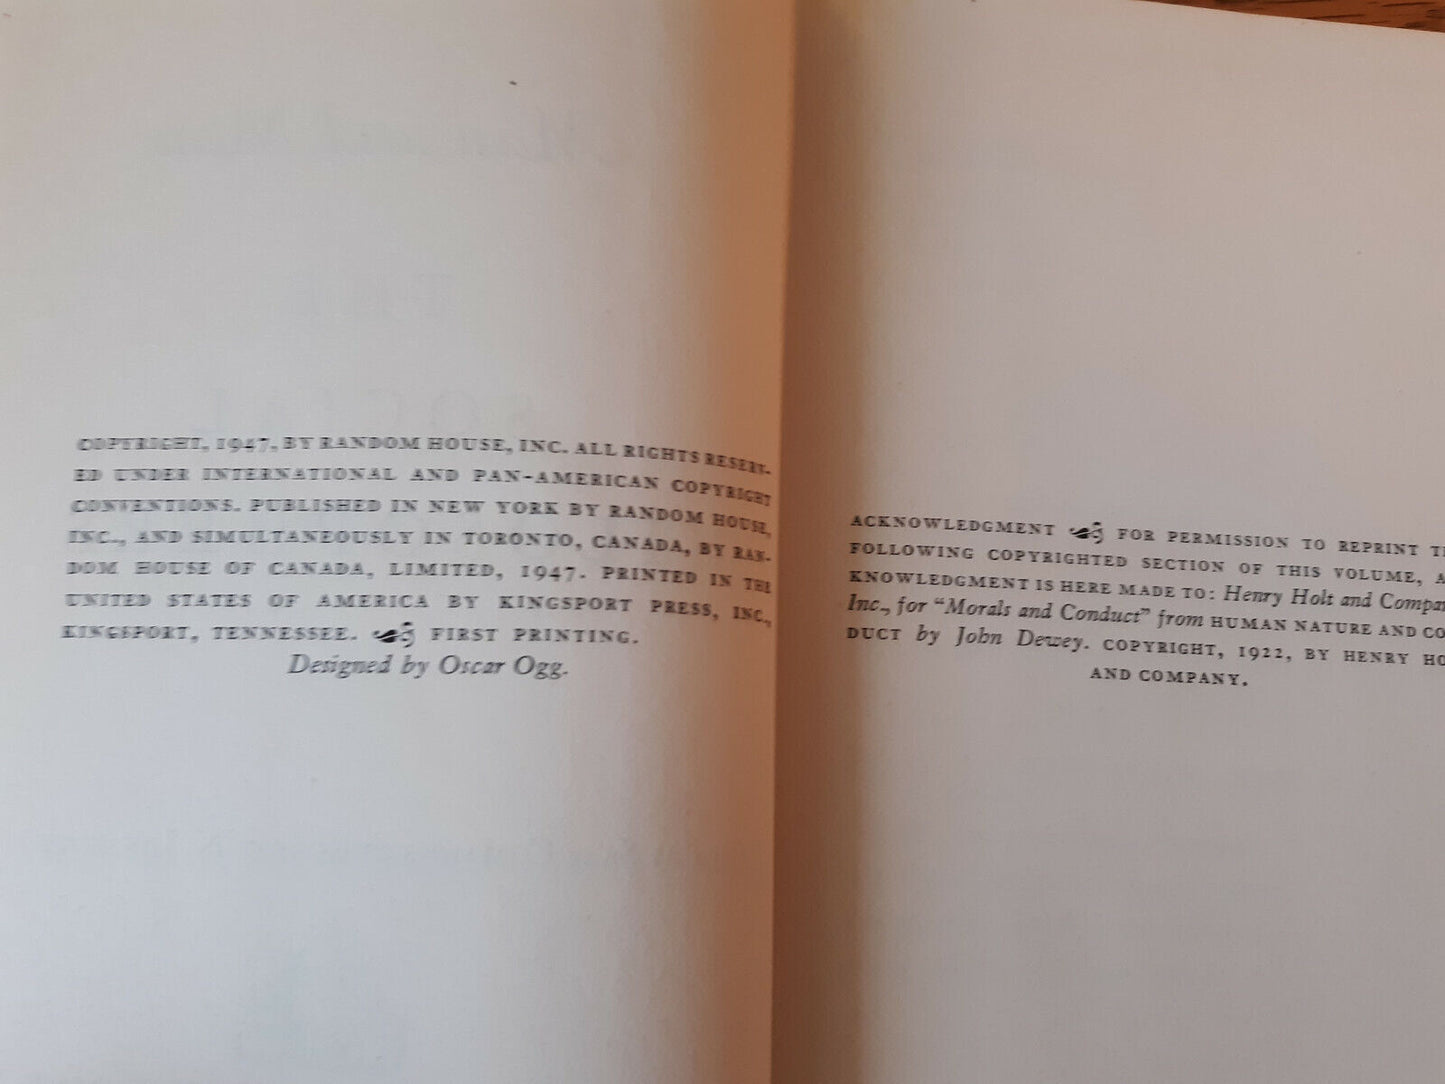 COPYRIGHT, 1947, BY RANDOM HOUSE, INC. ALL RIGHTS RESERV-
ED UNDER INTERNATIONAL AND PAN-AMERICAN COPYRIGHT
CONVENTIONS. PUBLISHED IN NEW YORK BY RANDOM HOUSE,
INC., AND SIMULTANEOUSLY IN TORONTO, CANADA, BY RAN-
DOM HOUSE OF CANADA, LIMITED, 1947. PRINTED IN THE
UNITED STATES OF AMERICA BY KINGSPORT PRESS, INC.,
KINGSPORT, TENNESSEE. FIRST PRINTING.
Designed by Oscar Ogg.
ACKNOWLEDGMENT FOR PERMISSION TO REPRINT
FOLLOWING COPYRIGHTED SECTION OF THIS VOLUME,
KNOWLEDGMENT IS HERE MADE TO: Henry Holt and
Inc., for "Morals and Conduct" from HUMAN NATURE AND
DUCT by John Dewey. COPYRIGHT, 1922, BY HENRY
AND COMPANY.